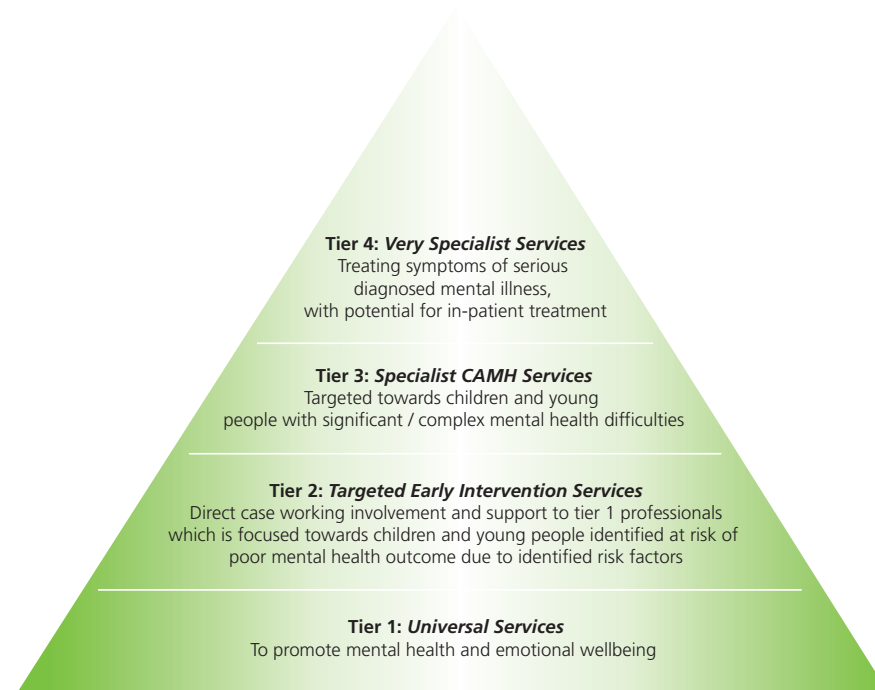 Tier 4: Very Specialist Services
Treating symptoms of serious
diagnosed mental illness,
with potential for in-patient treatment
Tier 3: Specialist CAMH Services
Targeted towards children and young
people with significant / complex mental health difficulties
Tier 2: Targeted Early Intervention Services
Direct case working involvement and support to tier 1 professionals
which is focused towards children and young people identified at risk of
poor mental health outcome due to identified risk factors
Tier 1: Universal Services
To promote mental health and emotional wellbeing